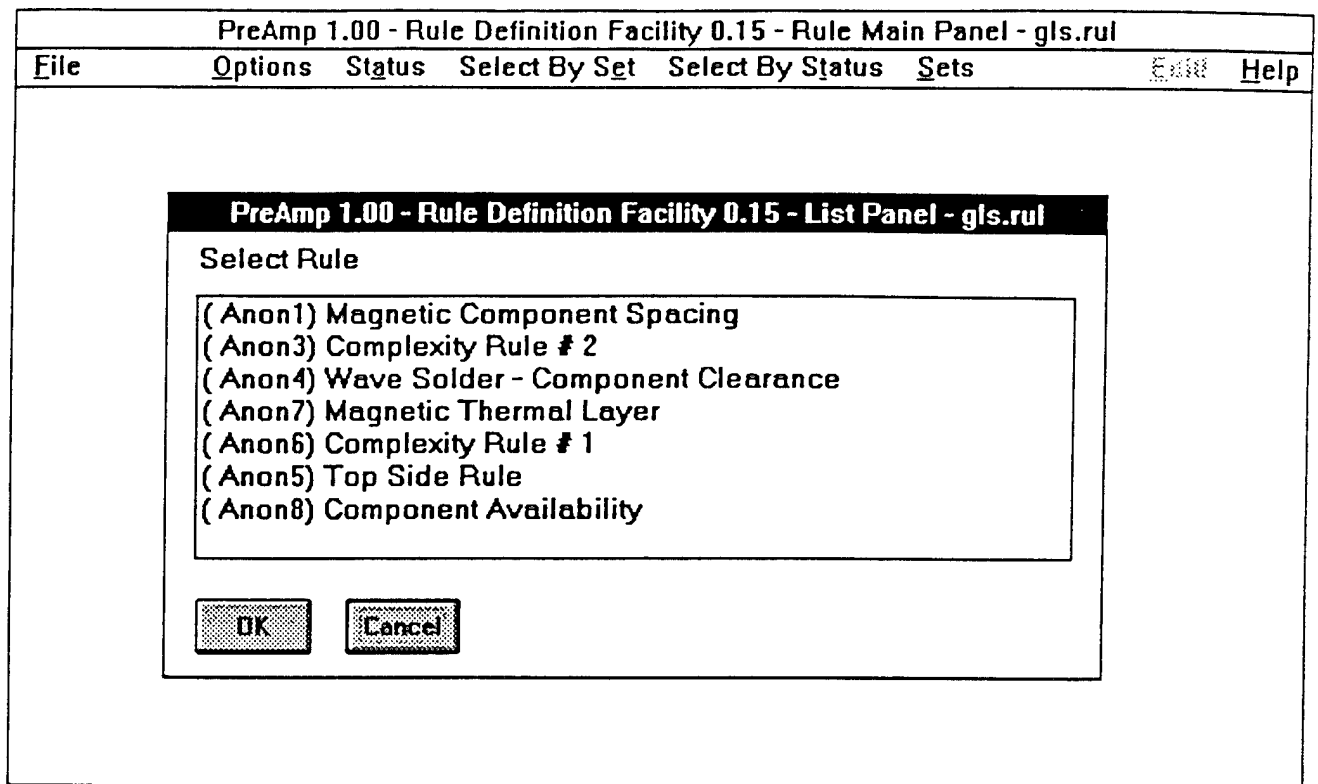 PreAmp 1.00 - Rule Definition Facility 0.15 - Rule Main Panel - gls.rul
File Options Status Select By Set Select By Status Sets Edit Help
PreAmp 1.00 - Rule Definition Facility 0.15 - List Panel - gls.rul
Select Rule
( Anon1) Magnetic Component Spacing
( Anon3) Complexity Rule # 2
( Anon4) Wave Solder - Component Clearance
( Anon7) Magnetic Thermal Layer
( Anon6) Complexity Rule # 1
( Anon5) Top Side Rule
( Anon8) Component Availability
OK Cancel